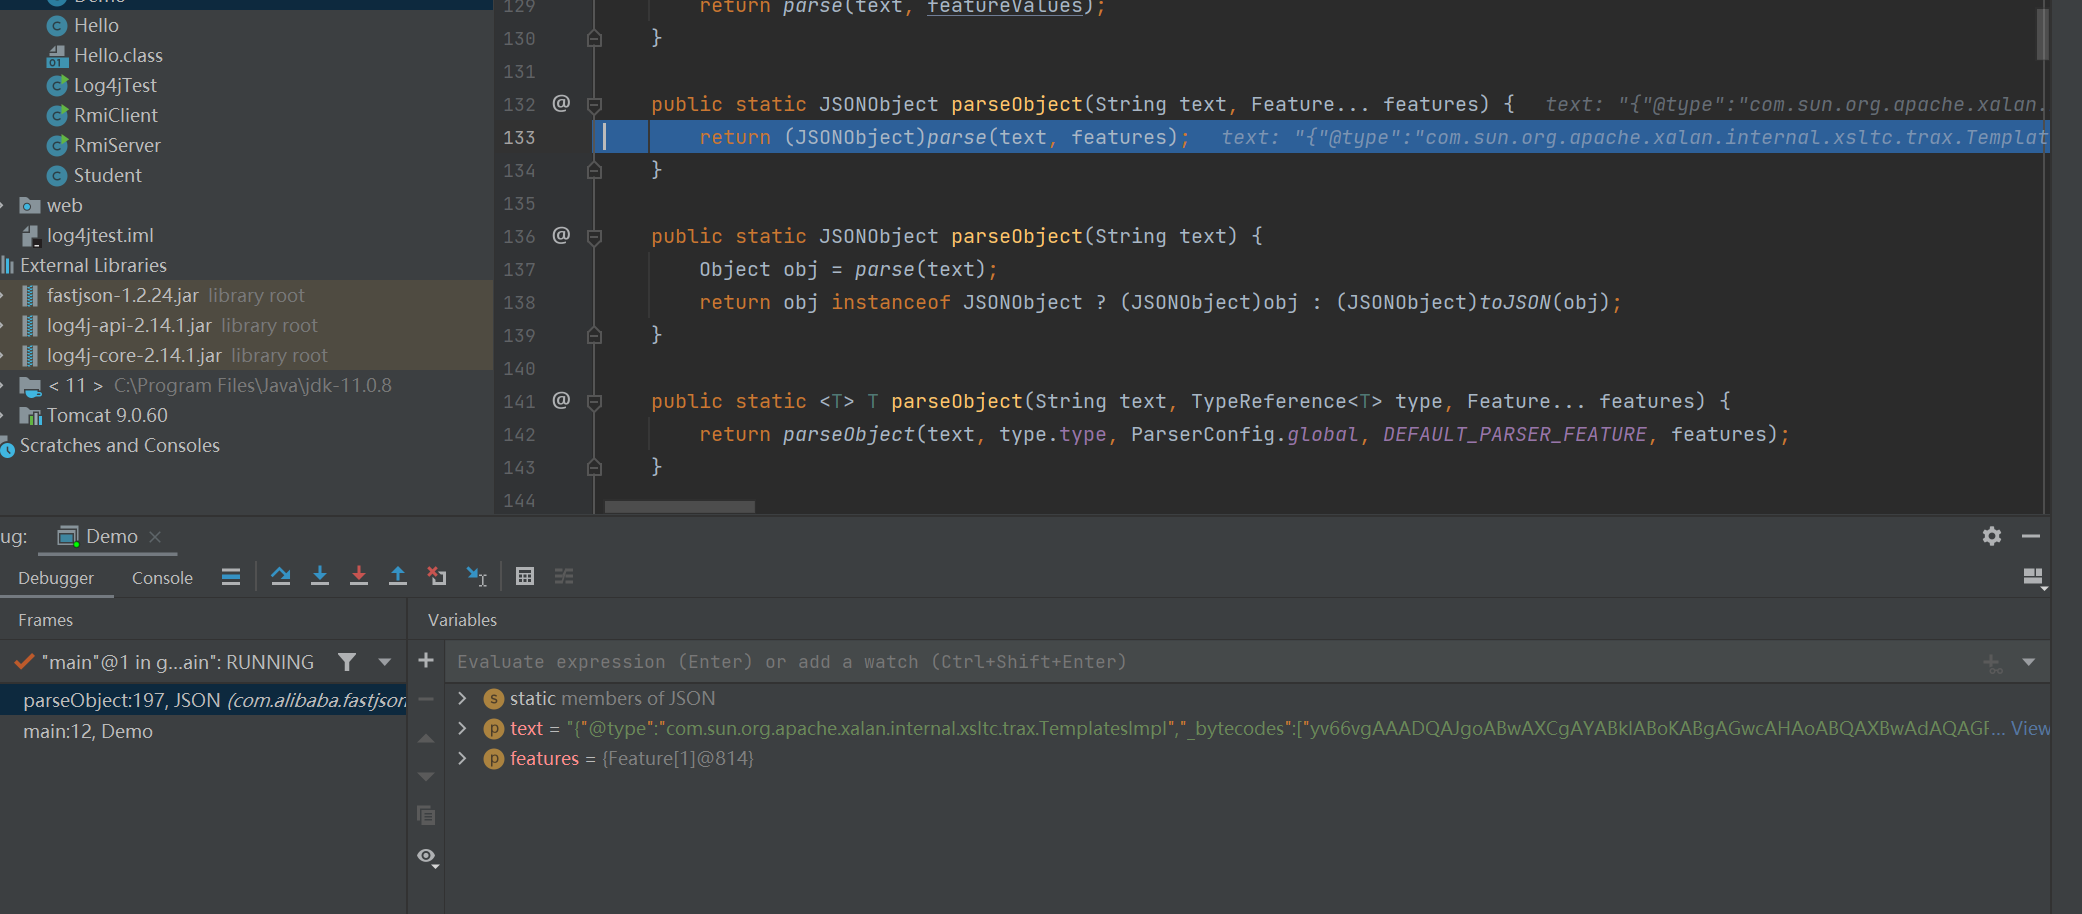 Demo
Hello
Hello.class
Log4jTest
RmiClient
RmiServer
Student
web
log4jtest.iml
External Libraries
fastjson-1.2.24.jar library root
log4j-api-2.14.1.jar library root
log4j-core-2.14.1.jar library root
< 11 > C:\Program Files\Java\jdk-11.0.8
Tomcat 9.0.60
Scratches and Consoles
129 return parse(text, featureValues);
130 }
131
132 @ public static JSONObject parseObject(String text, Feature... features) { text: "{"@type":"com.sun.org.apache.xalan.
133 return (JSONObject)parse(text, features); text: "{"@type":"com.sun.org.apache.xalan.internal.xsltc.trax.Templat
134 }
135
136 @ public static JSONObject parseObject(String text) {
137 Object obj = parse(text);
138 return obj instanceof JSONObject ? (JSONObject)obj : (JSONObject)toJSON(obj);
139 }
140
141 @ public static <T> T parseObject(String text, TypeReference<T> type, Feature... features) {
142 return parseObject(text, type.type, ParserConfig.global, DEFAULT_PARSER_FEATURE, features);
143 }
144
ug: Demo
Debugger Console
Frames
"main"@1 in g...ain": RUNNING
parseObject:197, JSON (com.alibaba.fastjson
main:12, Demo
Variables
Evaluate expression (Enter) or add a watch (Ctrl+Shift+Enter)
static members of JSON
text = "{"@type":"com.sun.org.apache.xalan.internal.xsltc.trax.TemplatesImpl","_bytecodes":["yv66vgAAADQAJgoABwAXCgAYABkIABoKABgAGwcAHAoABQAXBwAdAQAGF... View
features = {Feature[1]@814}